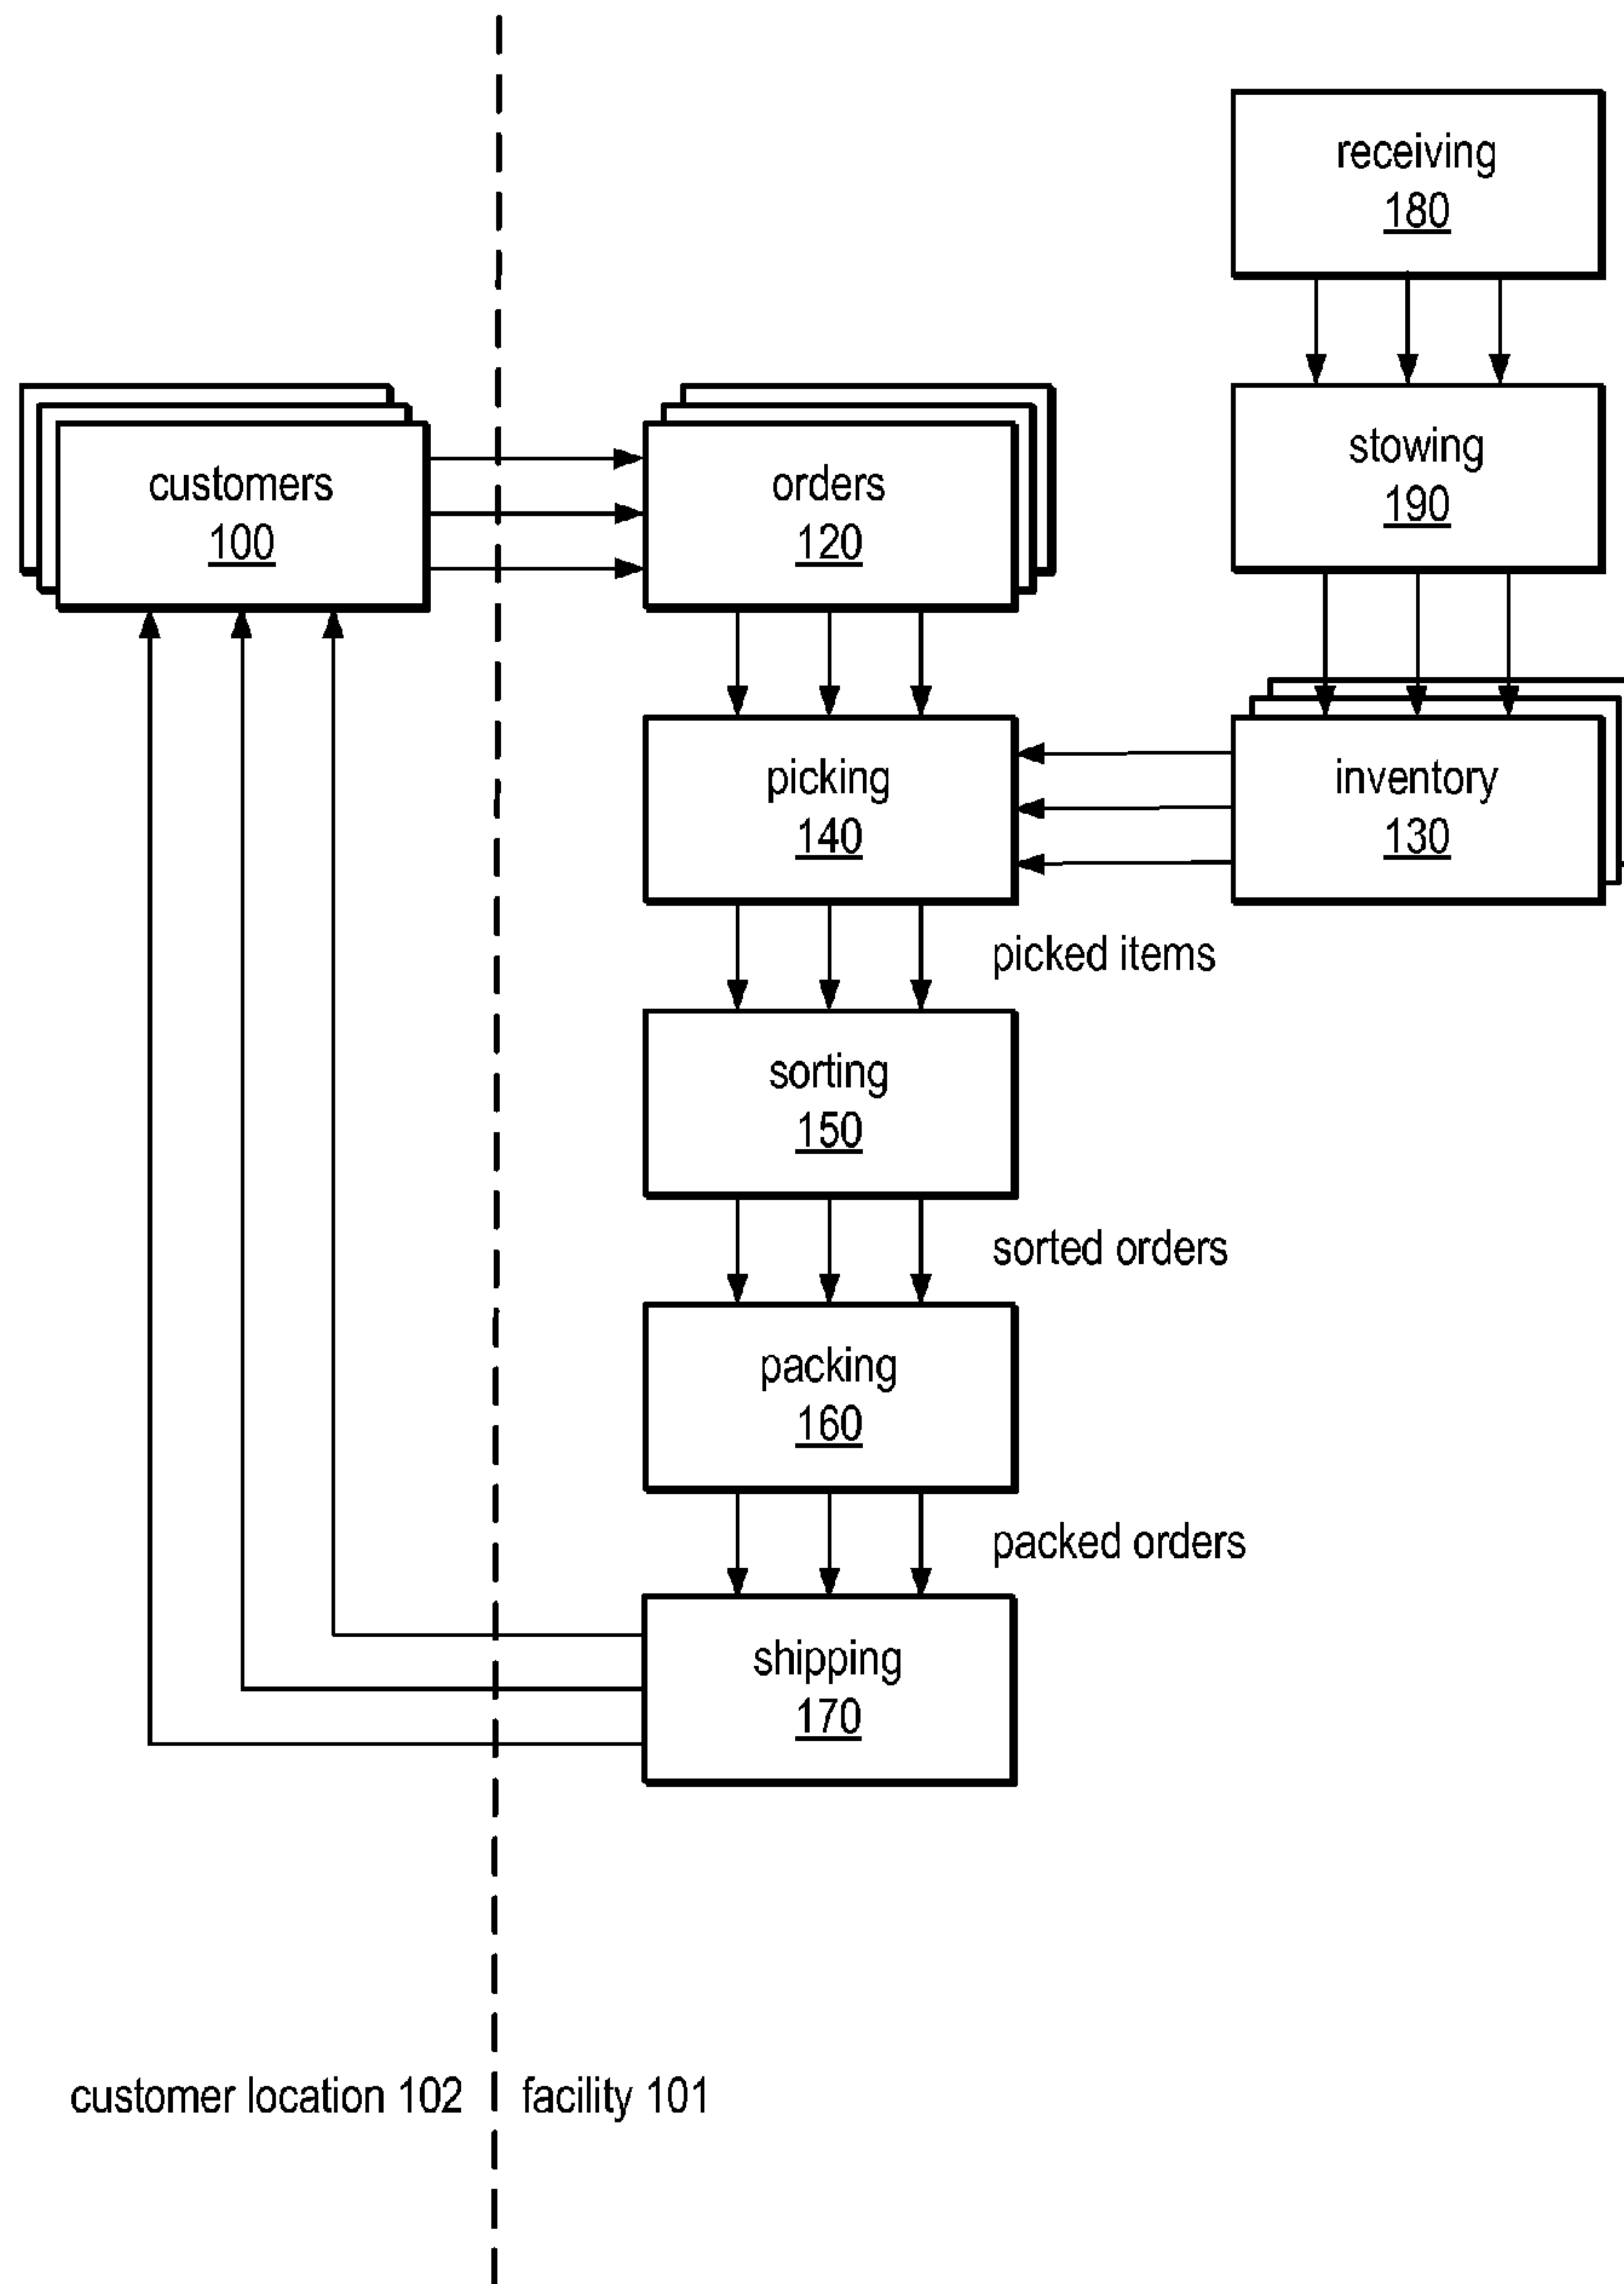 receiving
180
stowing
190
customers
100
orders
120
picking
140
inventory
130
picked items
sorting
150
sorted orders
packing
160
packed orders
shipping
170
customer location 102
facility 101